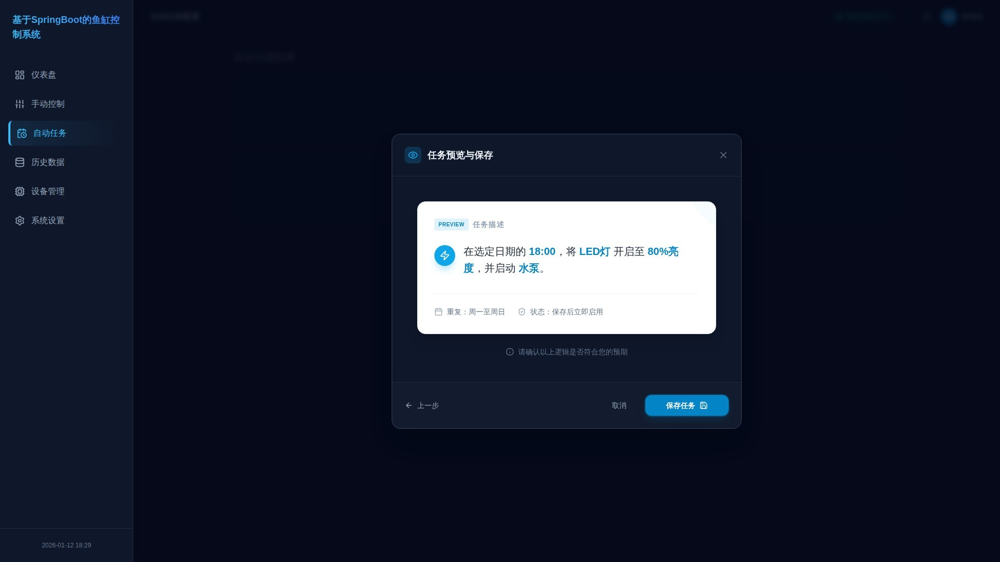 基于SpringBoot的鱼缸控
制系统
仪表盘
手动控制
自动任务
历史数据
设备管理
系统设置
2026-01-12 18:29
任务预览与保存
PREVIEW 任务描述
在选定日期的 18:00，将 LED灯 开启至 80%亮
度，并启动 水泵。
重复：周一至周日 状态：保存后立即启用
请确认以上逻辑是否符合您的预期
上一步 取消 保存任务